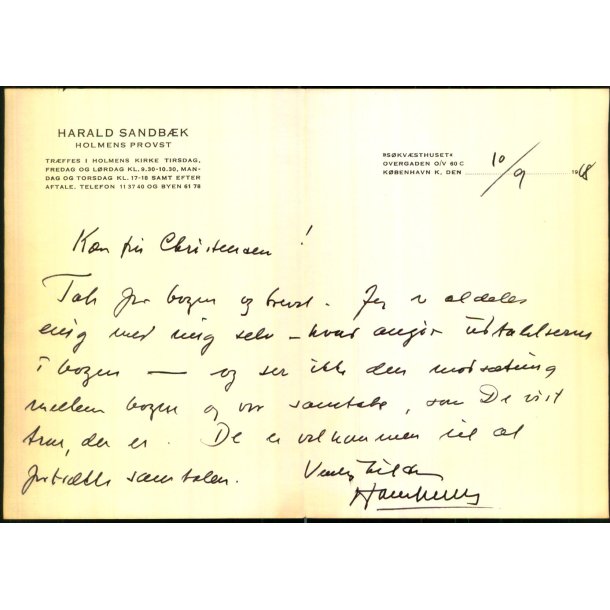 HARALD SANDBÆK
HOLMENS PROVST
TRÆFFES I HOLMENS KIRKE TIRSDAG,
FREDAG OG LØRDAG KL. 9.30-10.30, MAN-
DAG OG TORSDAG KL. 17-18 SAMT EFTER
AFTALE. TELEFON 11 37 40 OG BYEN 61 78
»SØKVÆSTHUSET«
OVERGADEN O/V 60 C
KØBENHAVN K, DEN 10/9 1968
Kære fru Christensen!
Tak for bogen og brevet. Jeg er aldeles
enig med mig selv – hvad angår udtalelserne
i bogen — og ser ikke den modsætning
mellem bogen og vor samtale, som De vist
tror, der er. De er velkommen til at
fortsætte samtalen.
Venlig hilsen